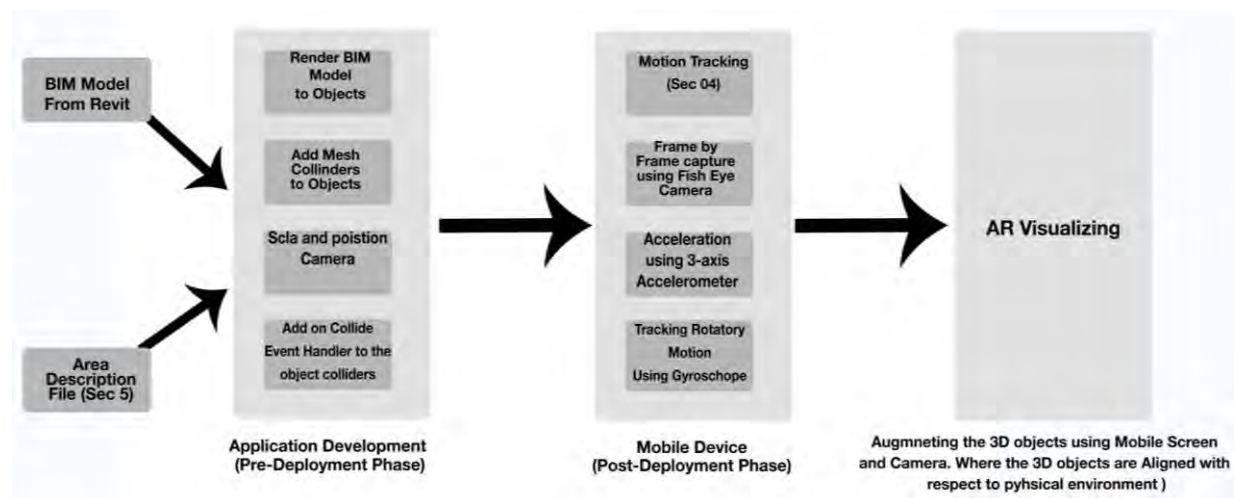 BIM Model
From Revit
Area
Description
File (Sec 5)
Render BIM
Model
to Objects
Add Mesh
Collinders
to Objects
Scla and poistion
Camera
Add on Collide
Event Handler to the
object colliders
Application Development
(Pre-Deployment Phase)
Motion Tracking
(Sec 04)
Frame by
Frame capture
using Fish Eye
Camera
Acceleration
using 3-axis
Accelerometer
Tracking Rotatory
Motion
Using Gyroschope
Mobile Device
(Post-Deployment Phase)
AR Visualizing
Augmneting the 3D objects using Mobile Screen
and Camera. Where the 3D objects are Aligned with
respect to pyhsical environment )